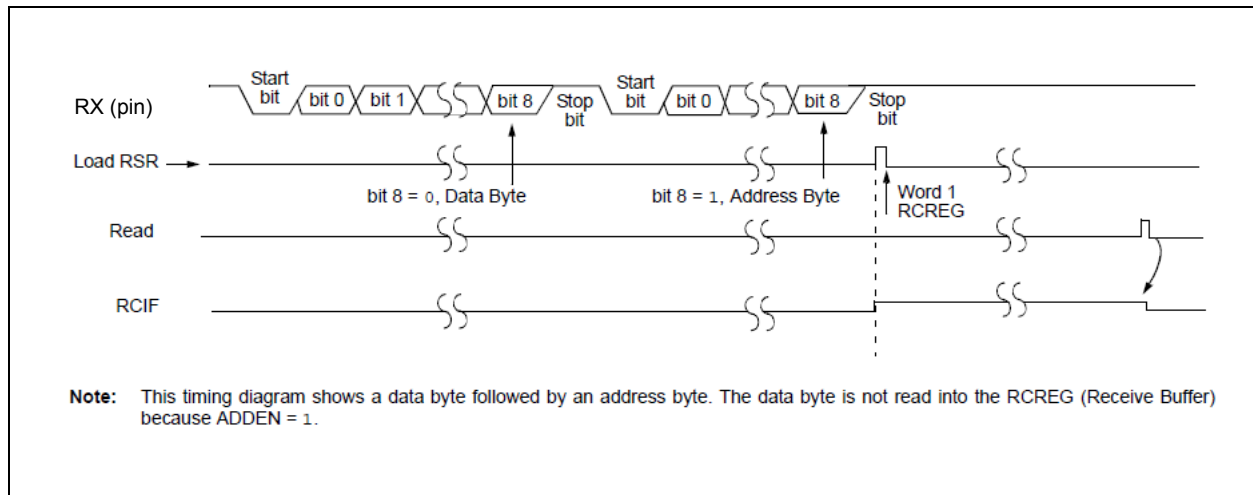 Start bit
bit 0
bit 1
bit 8
Stop bit
Start bit
bit 0
bit 8
Stop bit
RX (pin)
Load RSR
bit 8 = 0, Data Byte
bit 8 = 1, Address Byte
Word 1
RCREG
Read
RCIF
Note: This timing diagram shows a data byte followed by an address byte. The data byte is not read into the RCREG (Receive Buffer)
because ADDEN = 1.